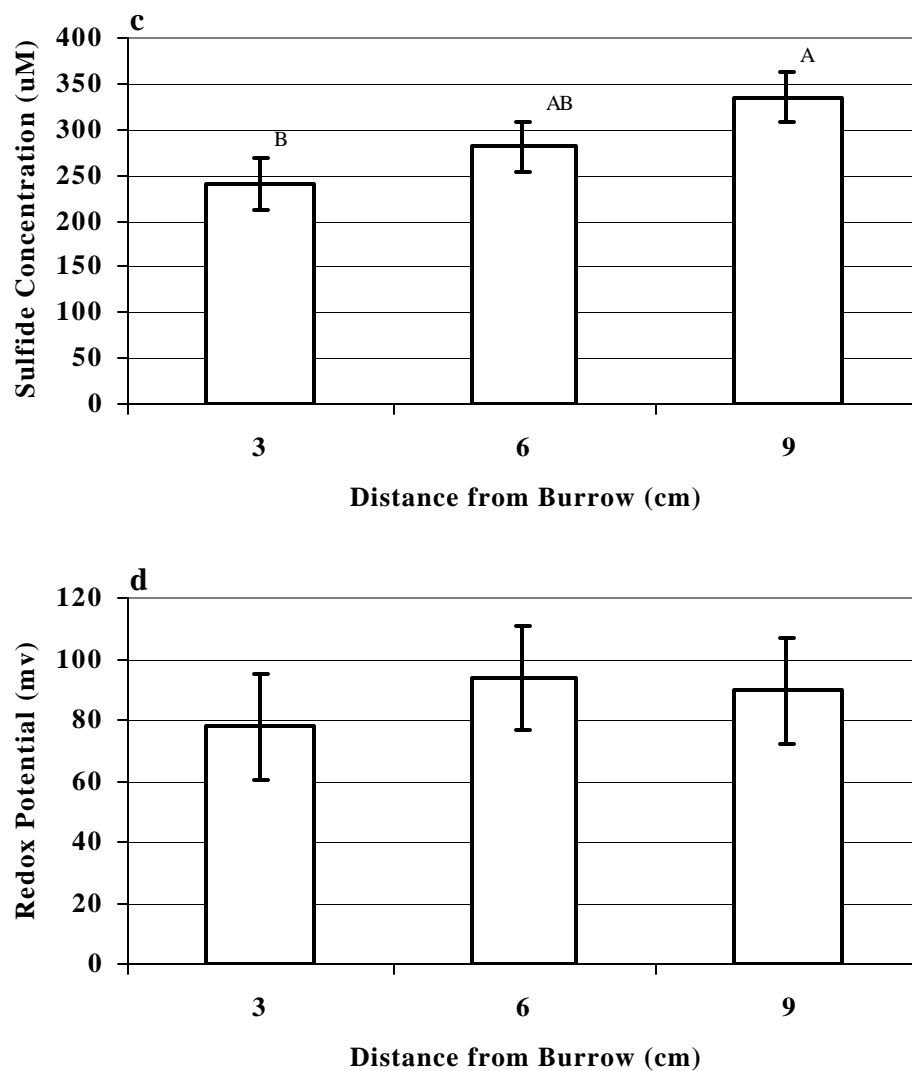 c
Sulfide Concentration (uM)
400
350
300
250
200
150
100
50
0
B
AB
A
3 6 9
Distance from Burrow (cm)
d
Redox Potential (mv)
120
100
80
60
40
20
0
3 6 9
Distance from Burrow (cm)